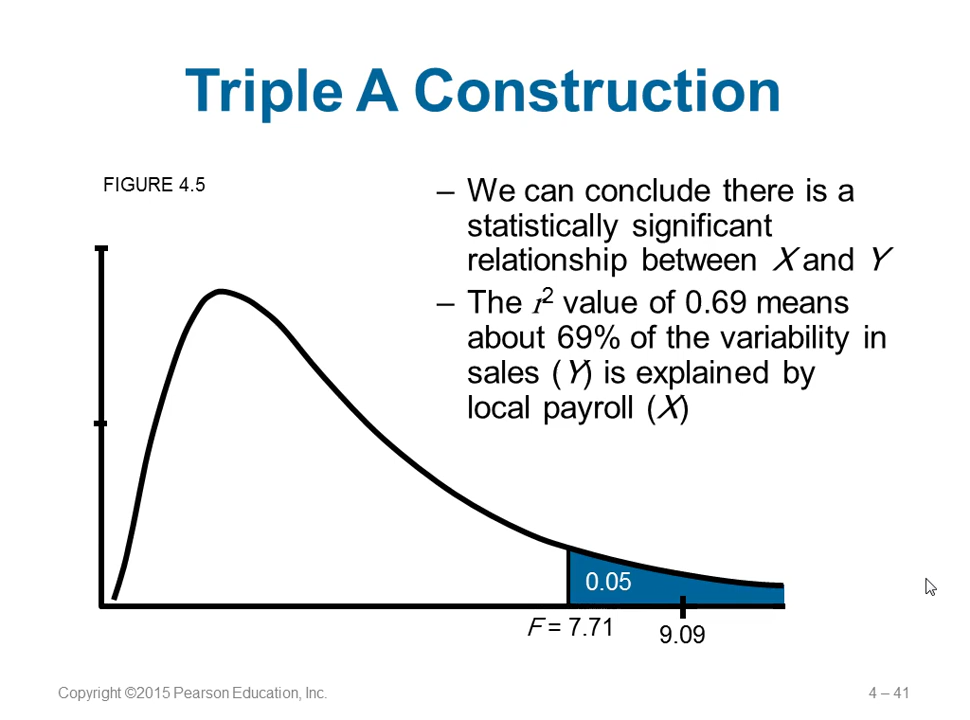 Triple A Construction
FIGURE 4.5
– We can conclude there is a
statistically significant
relationship between X and Y
– The r² value of 0.69 means
about 69% of the variability in
sales (Y) is explained by
local payroll (X)
0.05
F = 7.71
9.09
Copyright ©2015 Pearson Education, Inc.
4 – 41